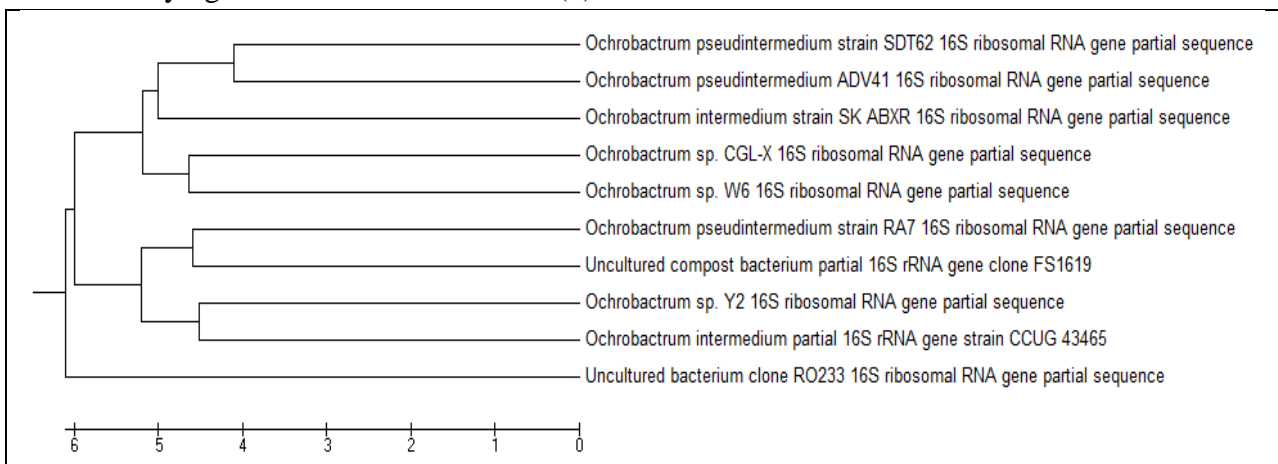 Ochrobactrum pseudintermedium strain SDT62 16S ribosomal RNA gene partial sequence
Ochrobactrum pseudintermedium ADV41 16S ribosomal RNA gene partial sequence
Ochrobactrum intermedium strain SK ABXR 16S ribosomal RNA gene partial sequence
Ochrobactrum sp. CGL-X 16S ribosomal RNA gene partial sequence
Ochrobactrum sp. W6 16S ribosomal RNA gene partial sequence
Ochrobactrum pseudintermedium strain RA7 16S ribosomal RNA gene partial sequence
Uncultured compost bacterium partial 16S rRNA gene clone FS1619
Ochrobactrum sp. Y2 16S ribosomal RNA gene partial sequence
Ochrobactrum intermedium partial 16S rRNA gene strain CCUG 43465
Uncultured bacterium clone RO233 16S ribosomal RNA gene partial sequence
6 5 4 3 2 1 0